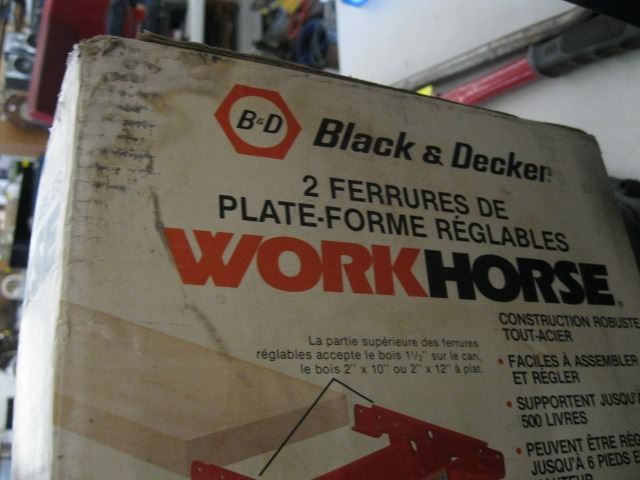 B&D Black & Decker®
2 FERRURES DE
PLATE-FORME RÉGLABLES
WORKHORSE®
CONSTRUCTION ROBUSTE
TOUT-ACIER
La partie supérieure des ferrures
réglables accepte le bois 1½" sur le can,
le bois 2" x 10" ou 2" x 12" à plat.
• FACILES À ASSEMBLER
ET RÉGLER
• SUPPORTENT JUSQU'À
500 LIVRES
• PEUVENT ÊTRE RÉG
JUSQU'À 6 PIEDS E